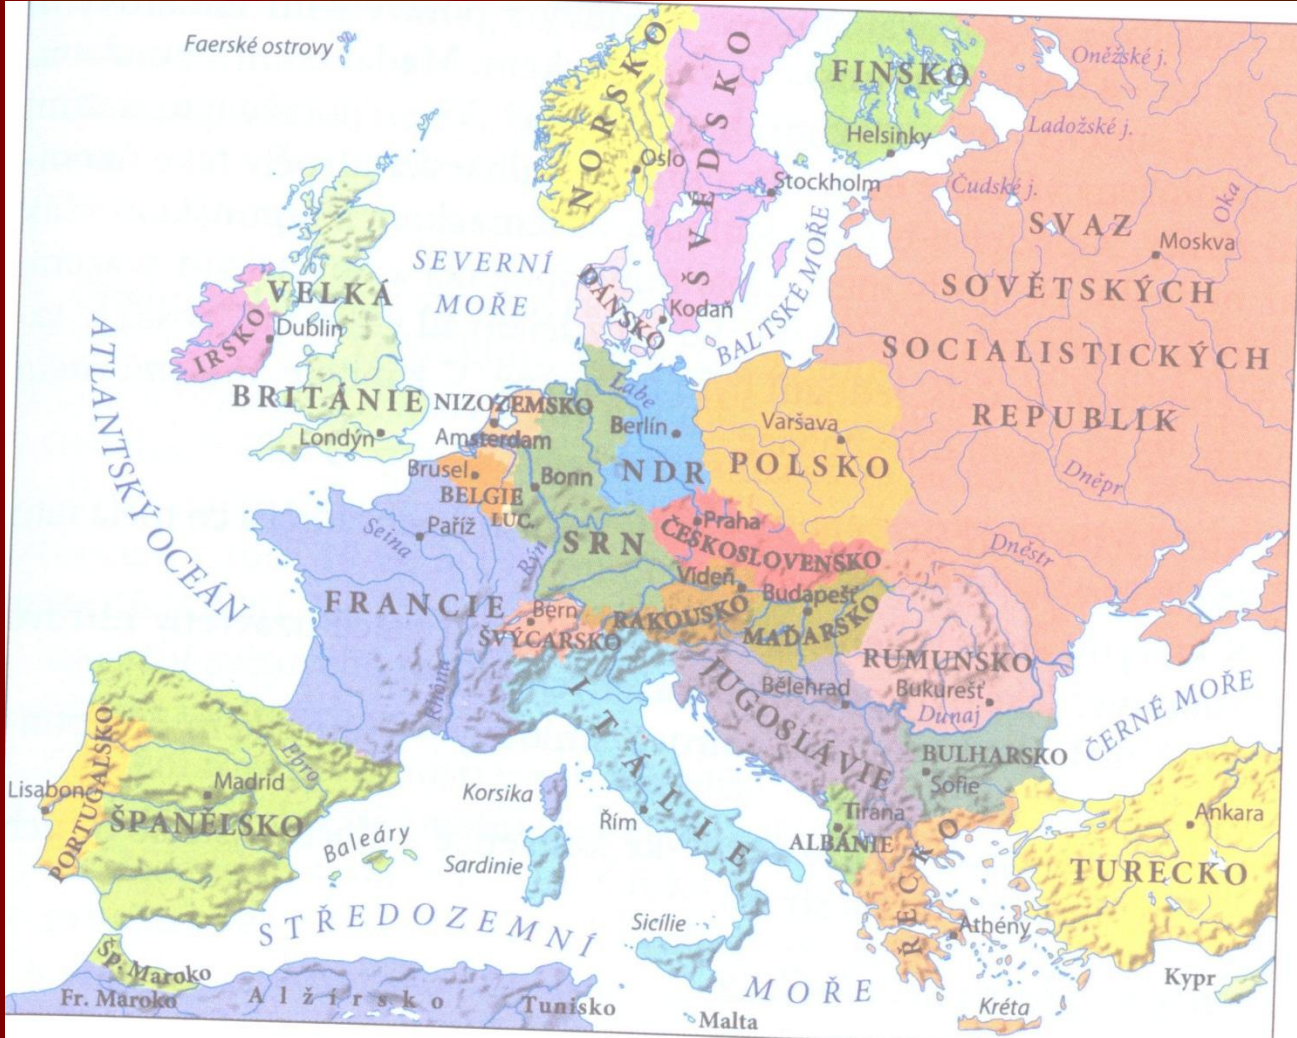 Faerské ostrovy
NORSKO
Oslo
ŠVEDSKO
Stockholm
FINSKO
Helsinky
Oněžské j.
Ladožské j.
Čudské j.
Oka
Moskva
SVAZ
SOVĚTSKÝCH
SOCIALISTICKÝCH
REPUBLIK
Dněpr
Dněstr
SEVERNÍ
MOŘE
BALTSKÉ MOŘE
DÁNSKO
Kodaň
VELKÁ
BRITÁNIE
Londýn
IRSKO
Dublin
ATLANTSKÝ OCEÁN
NIZOZEMSKO
Amsterdam
Brusel
BELGIE
LUC.
Labe
Berlín
NDR
Bonn
SRN
Rýn
Varšava
POLSKO
Praha
ČESKOSLOVENSKO
Vídeň
RAKOUSKO
Budapešť
MAĎARSKO
Seina
Paříž
FRANCIE
Rhôna
Bern
ŠVÝCARSKO
ITÁLIE
Řím
Korsika
Sardinie
Sicílie
JUGOSLÁVIE
Bělehrad
RUMUNSKO
Bukurešť
Dunaj
BULHARSKO
Sofie
ČERNÉ MOŘE
Tirana
ALBÁNIE
ŘECKO
Athény
Kréta
Ankara
TURECKO
Kypr
PORTUGALSKO
Lisabon
Madrid
ŠPANĚLSKO
Ebro
Baleáry
STŘEDOZEMNÍ
MOŘE
Šp. Maroko
Fr. Maroko
Alžírsko
Tunisko
Malta